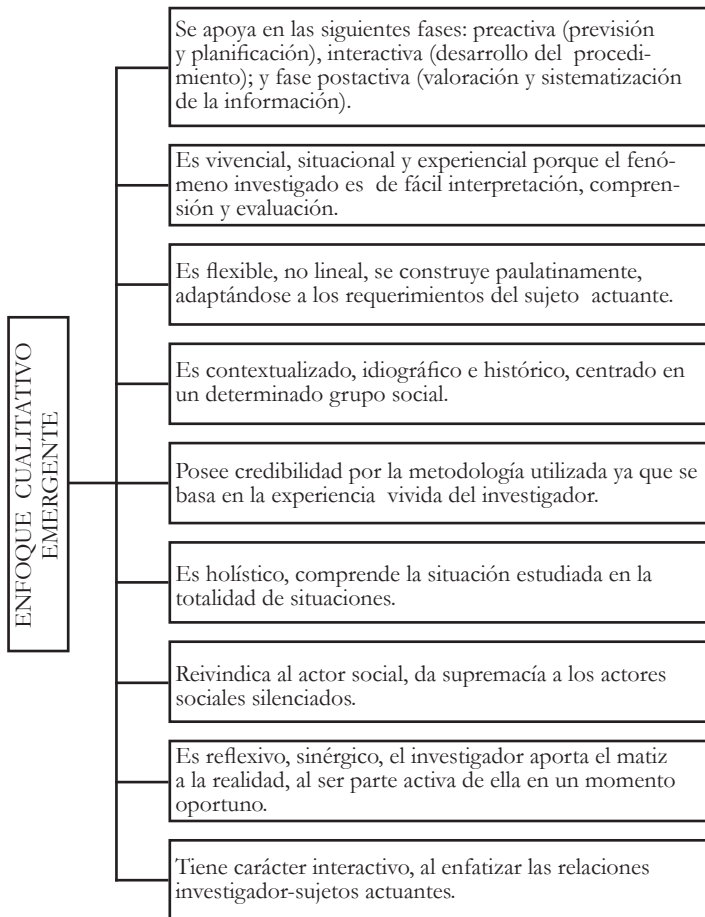 Se apoya en las siguientes fases: preactiva (previsión
y planificación), interactiva (desarrollo del procedi-
miento); y fase postactiva (valoración y sistematización
de la información).
Es vivencial, situacional y experiencial porque el fenó-
meno investigado es de fácil interpretación, compren-
sión y evaluación.
Es flexible, no lineal, se construye paulatinamente,
adaptándose a los requerimientos del sujeto actuante.
ENFOQUE CUALITATIVO
EMERGENTE
Es contextualizado, idiográfico e histórico, centrado en
un determinado grupo social.
Posee credibilidad por la metodología utilizada ya que se
basa en la experiencia vivida del investigador.
Es holístico, comprende la situación estudiada en la
totalidad de situaciones.
Reivindica al actor social, da supremacía a los actores
sociales silenciados.
Es reflexivo, sinérgico, el investigador aporta el matiz
a la realidad, al ser parte activa de ella en un momento
oportuno.
Tiene carácter interactivo, al enfatizar las relaciones
investigador-sujetos actuantes.